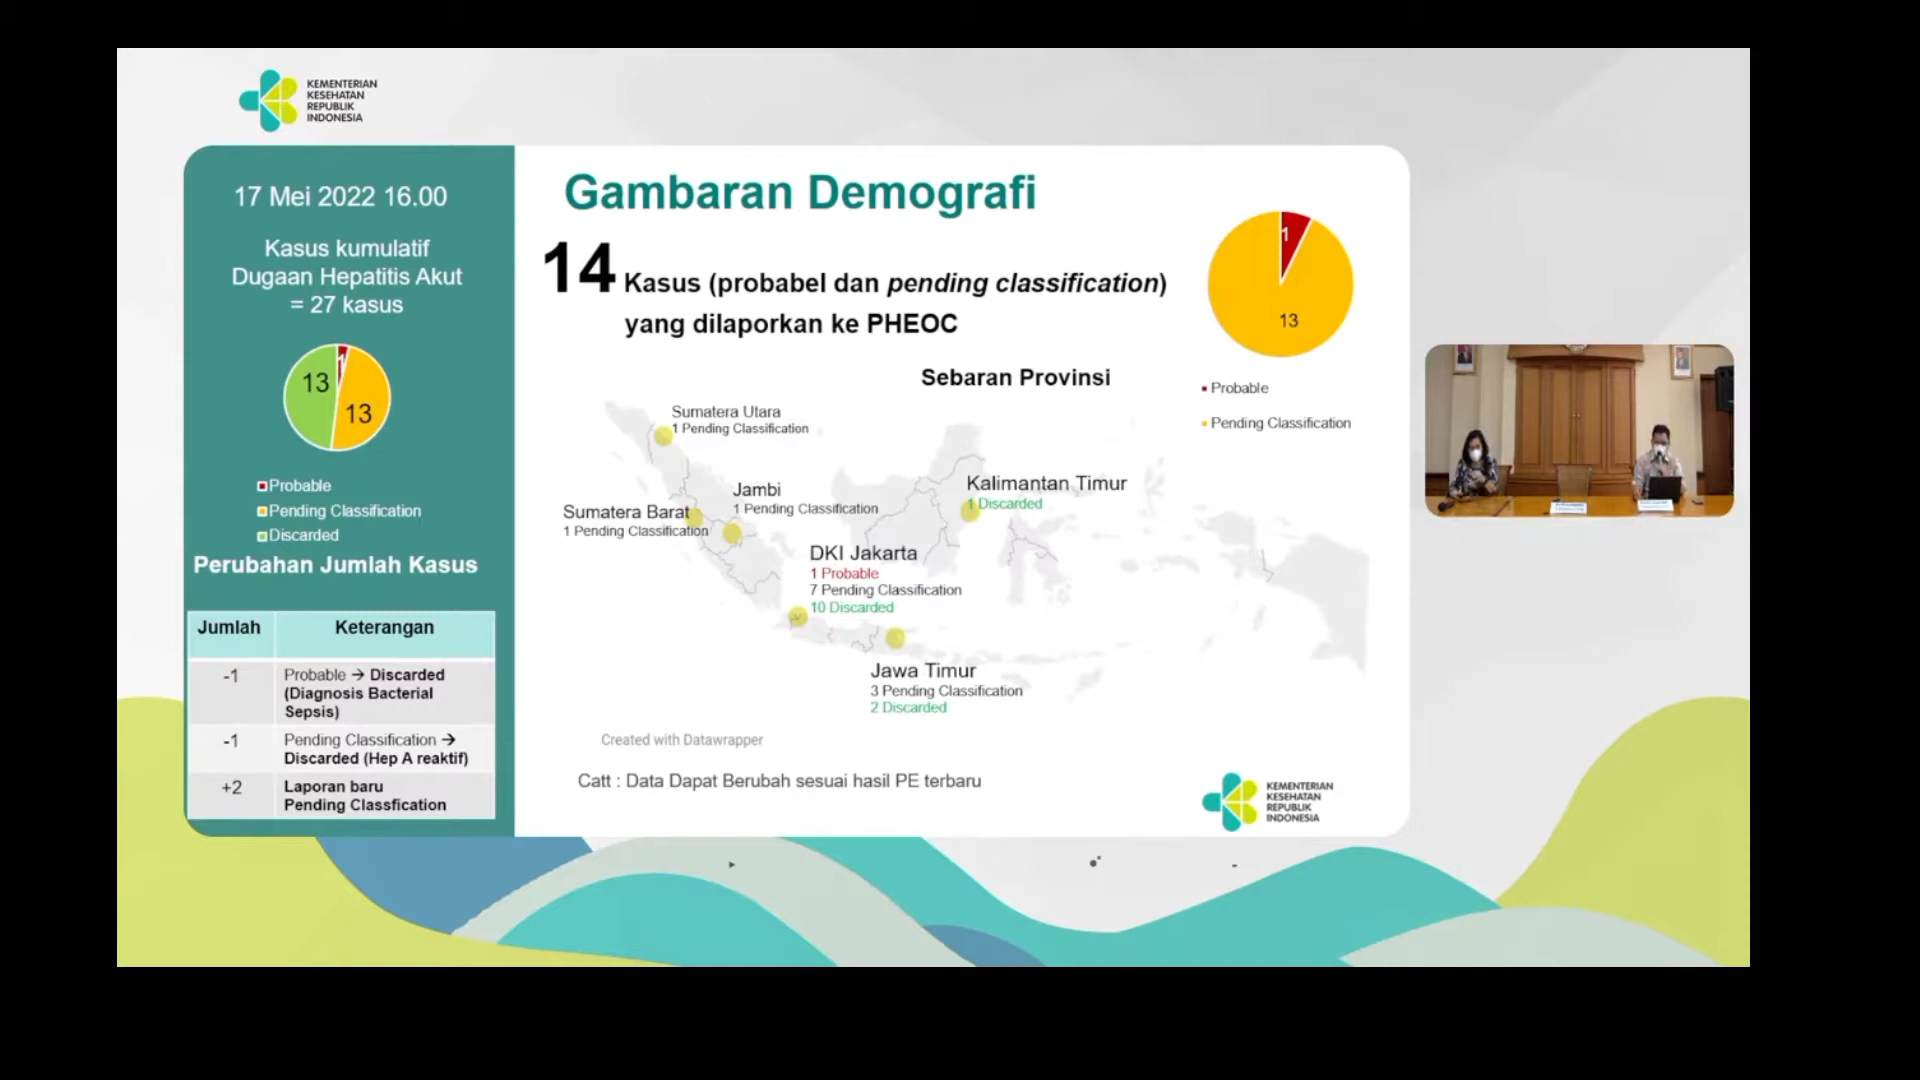 KEMENTERIAN
KESEHATAN
REPUBLIK
INDONESIA
17 Mei 2022 16.00
Kasus kumulatif
Dugaan Hepatitis Akut
= 27 kasus
1
13
13
Probable
Pending Classification
Discarded
Perubahan Jumlah Kasus
Jumlah Keterangan
-1 Probable → Discarded
(Diagnosis Bacterial
Sepsis)
-1 Pending Classification →
Discarded (Hep A reaktif)
+2 Laporan baru
Pending Classfication
Gambaran Demografi
14 Kasus (probabel dan pending classification)
yang dilaporkan ke PHEOC
1
13
Probable
Pending Classification
Sebaran Provinsi
Sumatera Utara
1 Pending Classification
Jambi
1 Pending Classification
Sumatera Barat
1 Pending Classification
Kalimantan Timur
1 Discarded
DKI Jakarta
1 Probable
7 Pending Classification
10 Discarded
Jawa Timur
3 Pending Classification
2 Discarded
Created with Datawrapper
Catt : Data Dapat Berubah sesuai hasil PE terbaru
KEMENTERIAN
KESEHATAN
REPUBLIK
INDONESIA